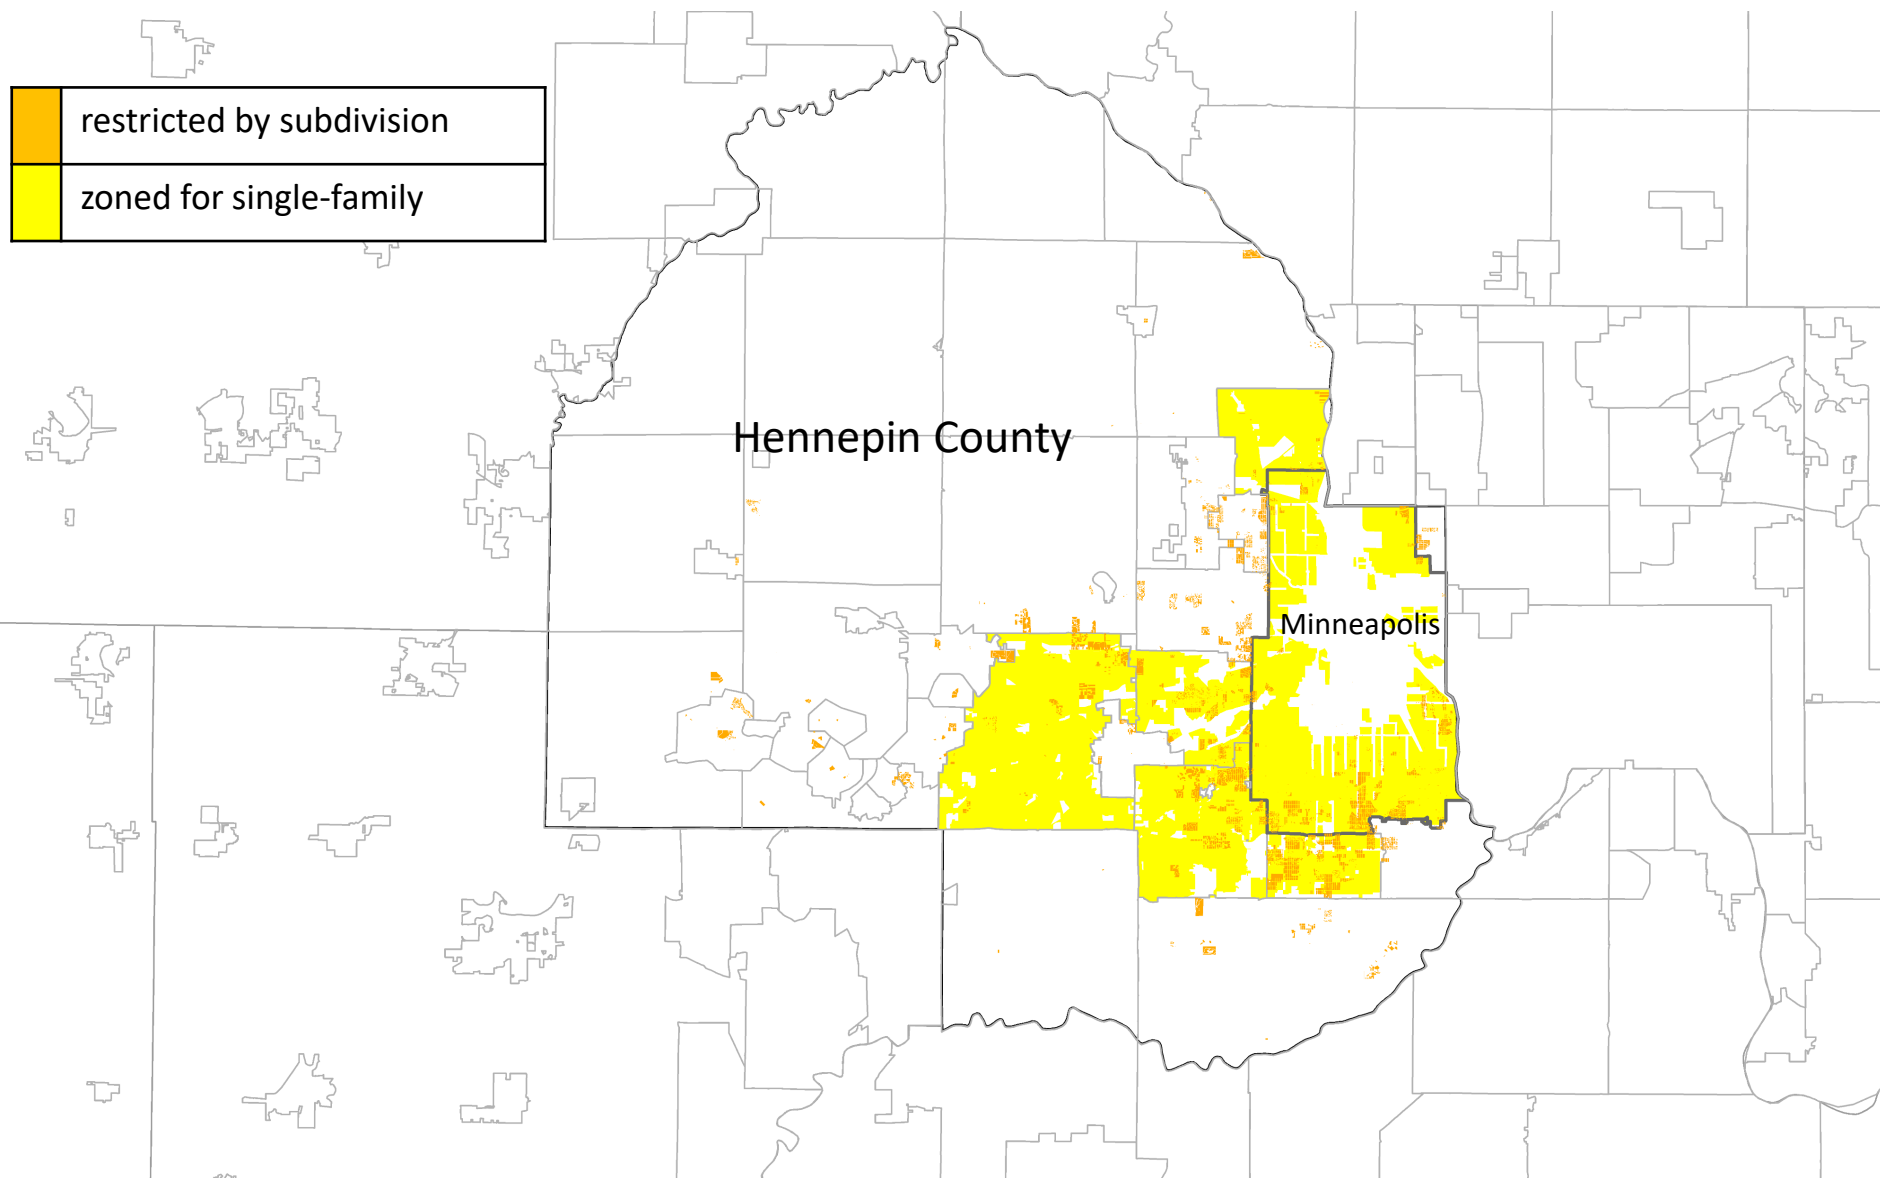 restricted by subdivision
zoned for single-family
Hennepin County
Minneapolis